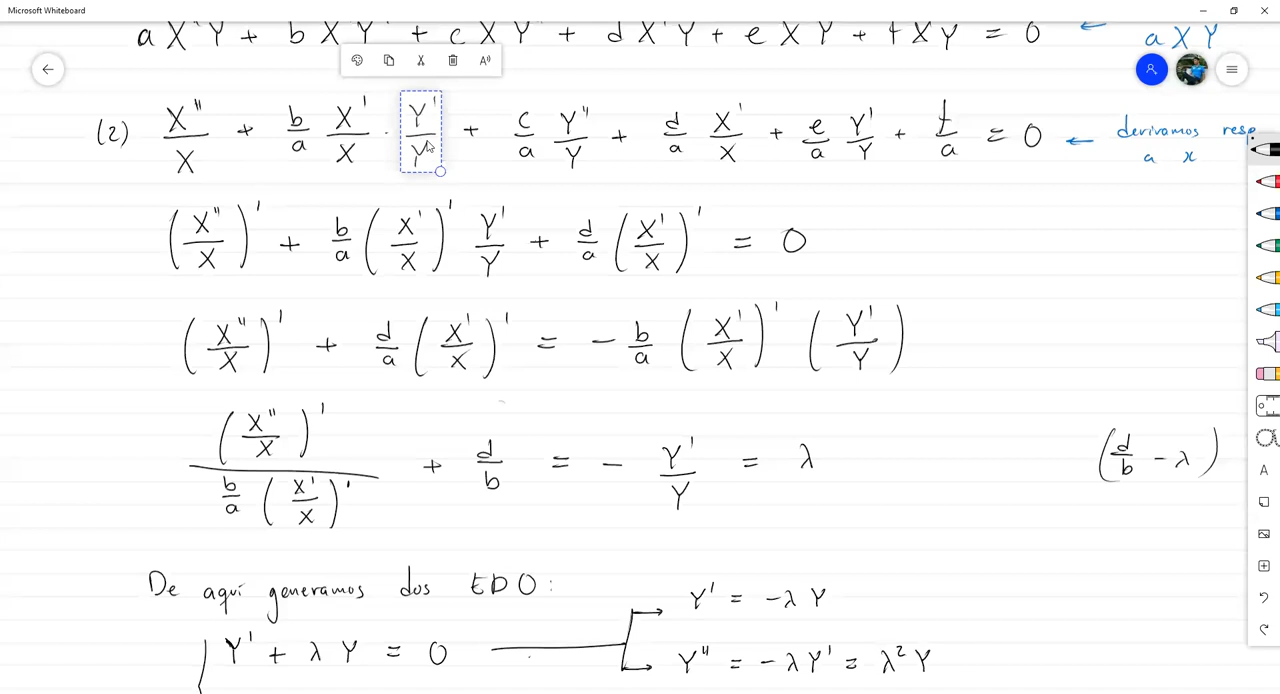 Microsoft Whiteboard
a X''Y + b X'Y' + c XY'' + d X'Y + e XY' + f XY = 0 ←
a X Y
(2) X''/X + b/a X'/X · Y'/Y + c/a Y''/Y + d/a X'/X + e/a Y'/Y + f/a = 0 ← derivamos resp.
a x
(X''/X)' + b/a (X'/X)' Y'/Y + d/a (X'/X)' = 0
(X''/X)' + d/a (X'/X)' = - b/a (X'/X)' (Y'/Y)
(X''/X)' / (b/a (X'/X)') + d/b = - Y'/Y = λ (d/b - λ)
De aquí generamos dos EDO:
Y' = -λ Y
Y' + λ Y = 0
Y'' = -λ Y' = λ² Y